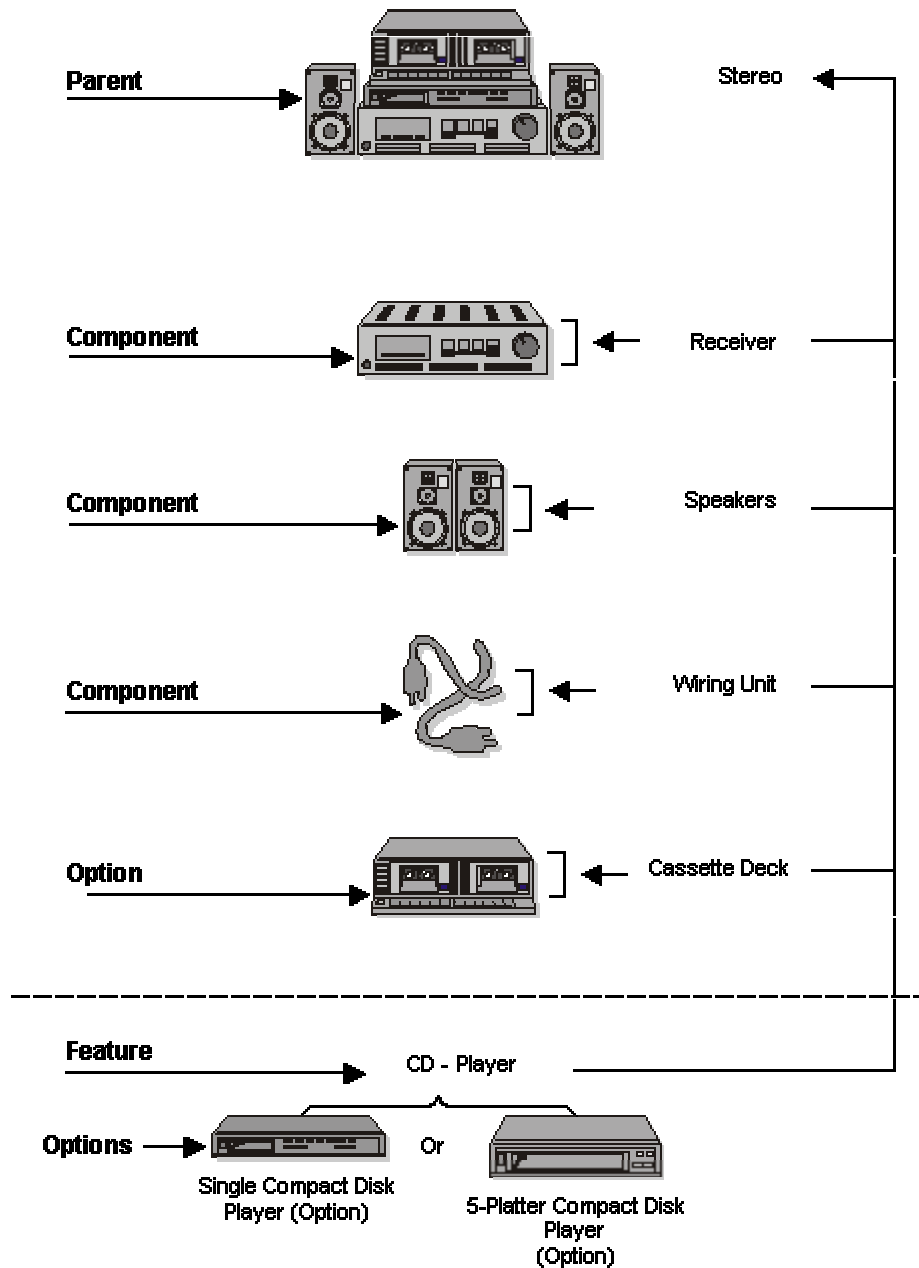 Parent
Stereo
Component
Receiver
Component
Speakers
Component
Wiring Unit
Option
Cassette Deck
Feature
CD - Player
Options
Or
Single Compact Disk
Player (Option)
5-Platter Compact Disk
Player
(Option)